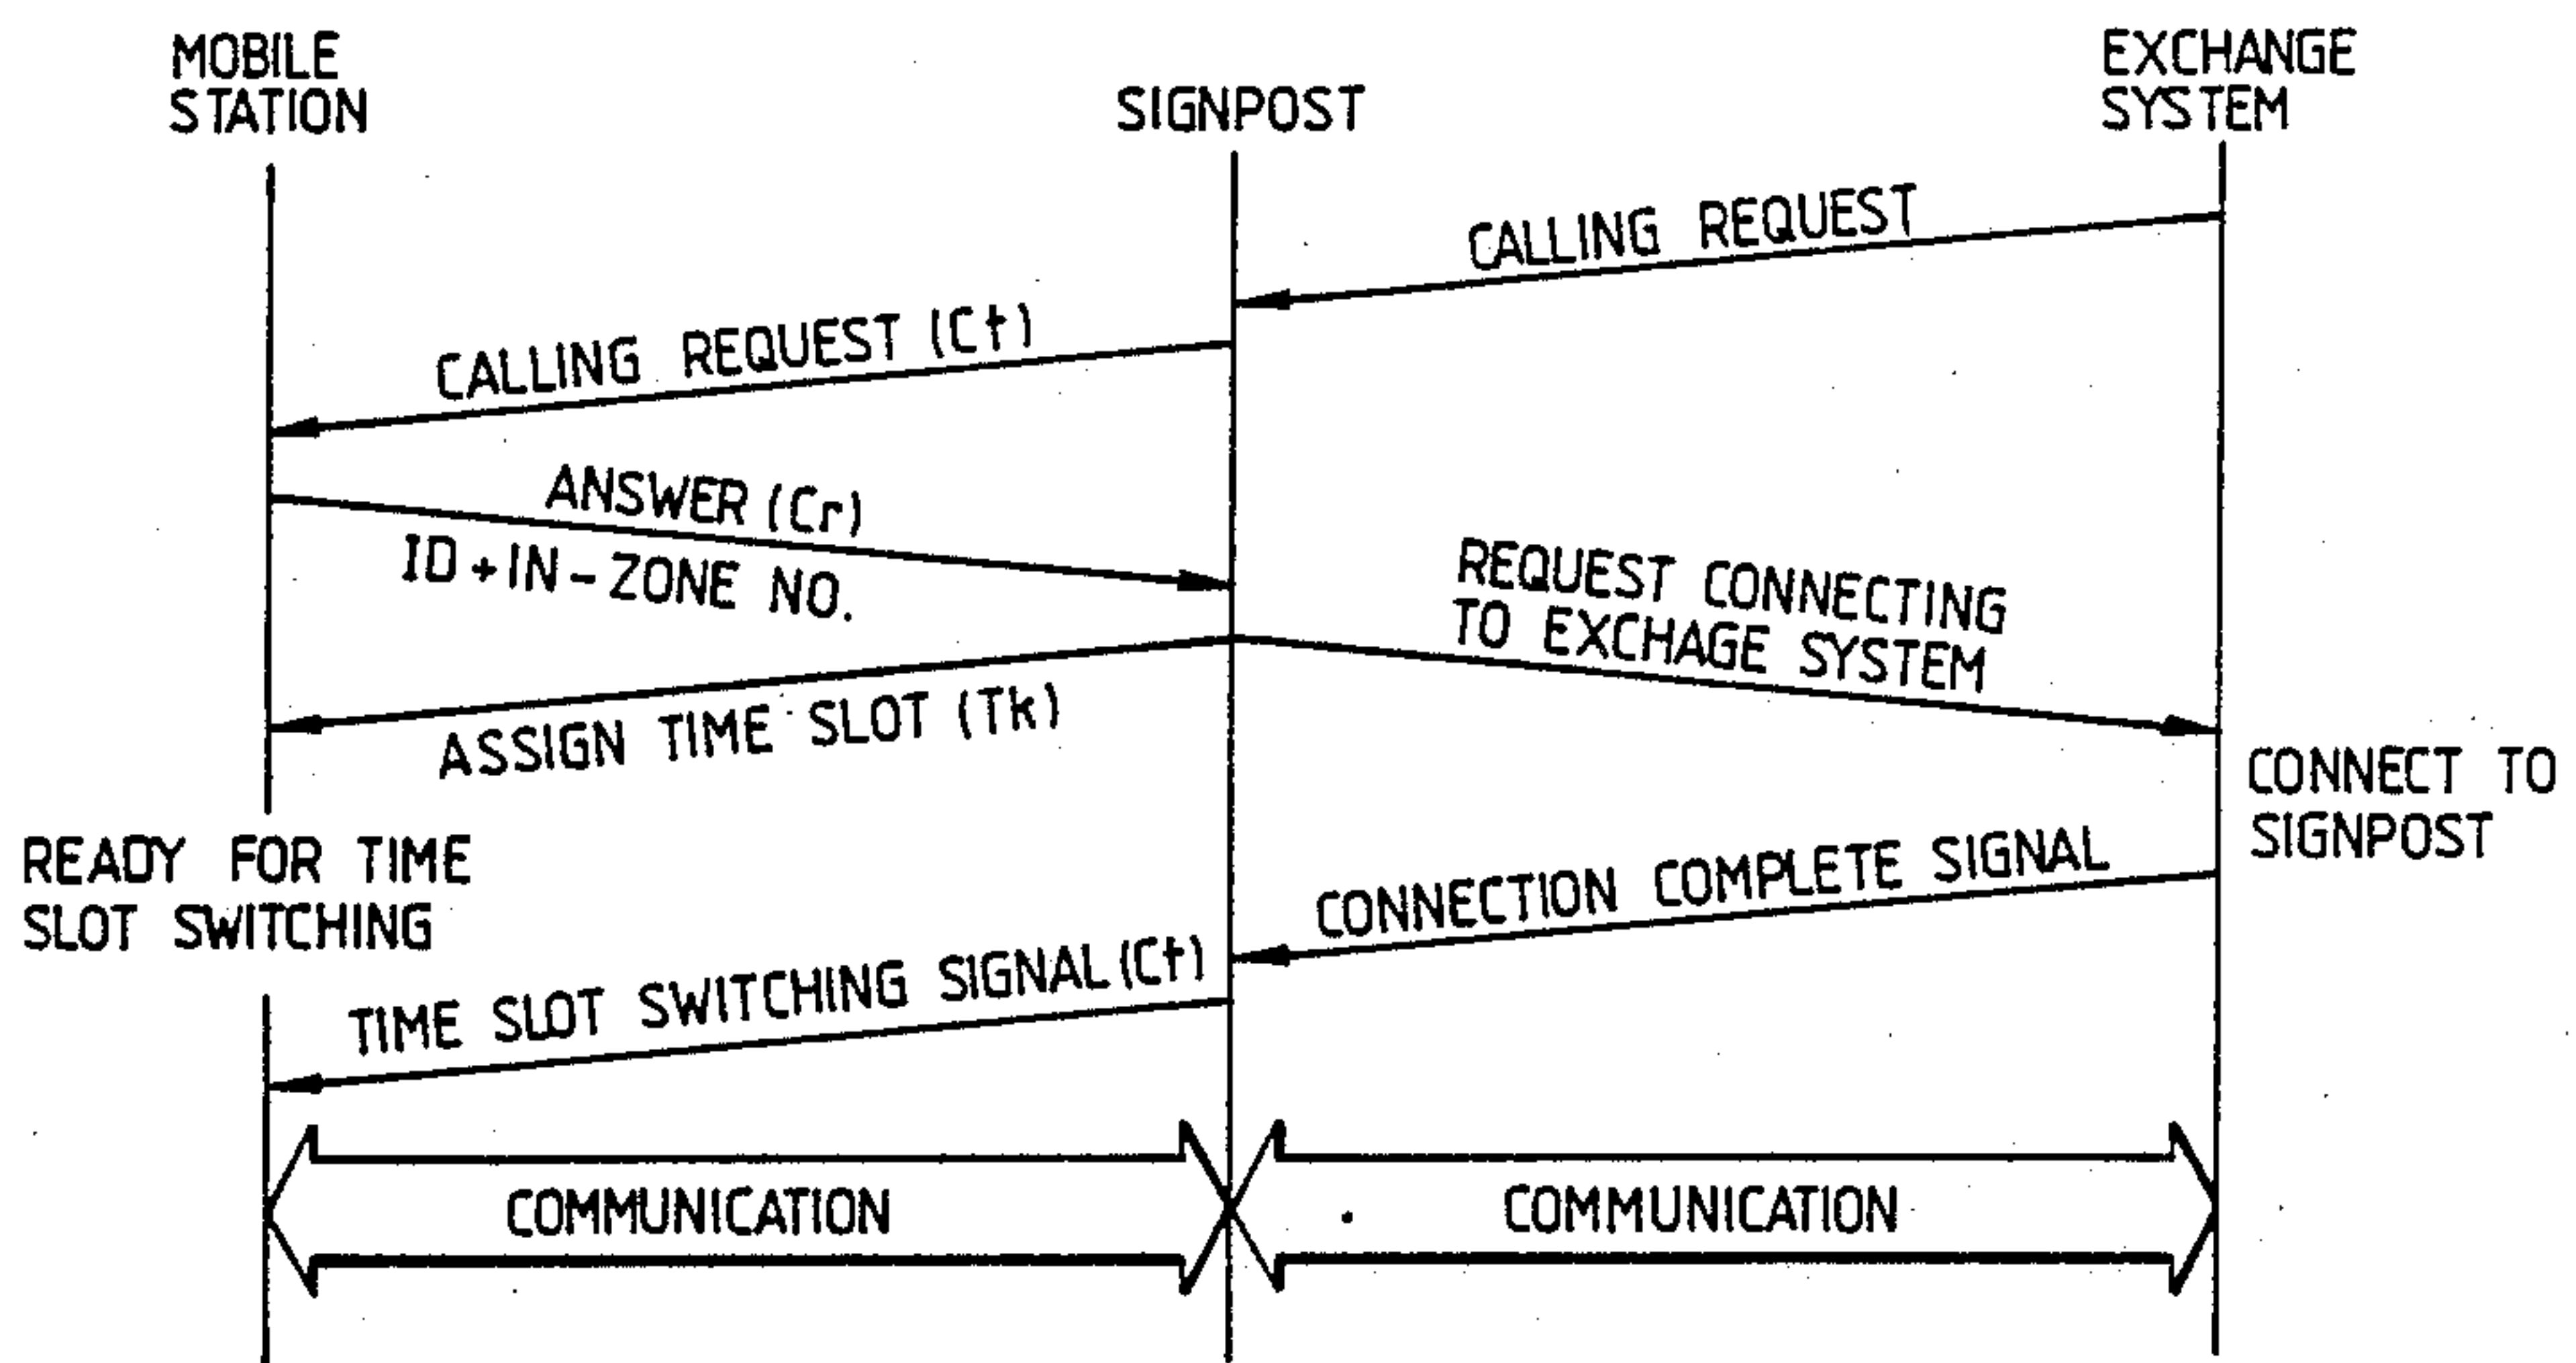 MOBILE
STATION
SIGNPOST
EXCHANGE
SYSTEM
CALLING REQUEST
CALLING REQUEST (Ct)
ANSWER (Cr)
ID + IN - ZONE NO.
REQUEST CONNECTING
TO EXCHAGE SYSTEM
ASSIGN TIME SLOT (Tk)
CONNECT TO
SIGNPOST
READY FOR TIME
SLOT SWITCHING
CONNECTION COMPLETE SIGNAL
TIME SLOT SWITCHING SIGNAL (Ct)
COMMUNICATION
COMMUNICATION